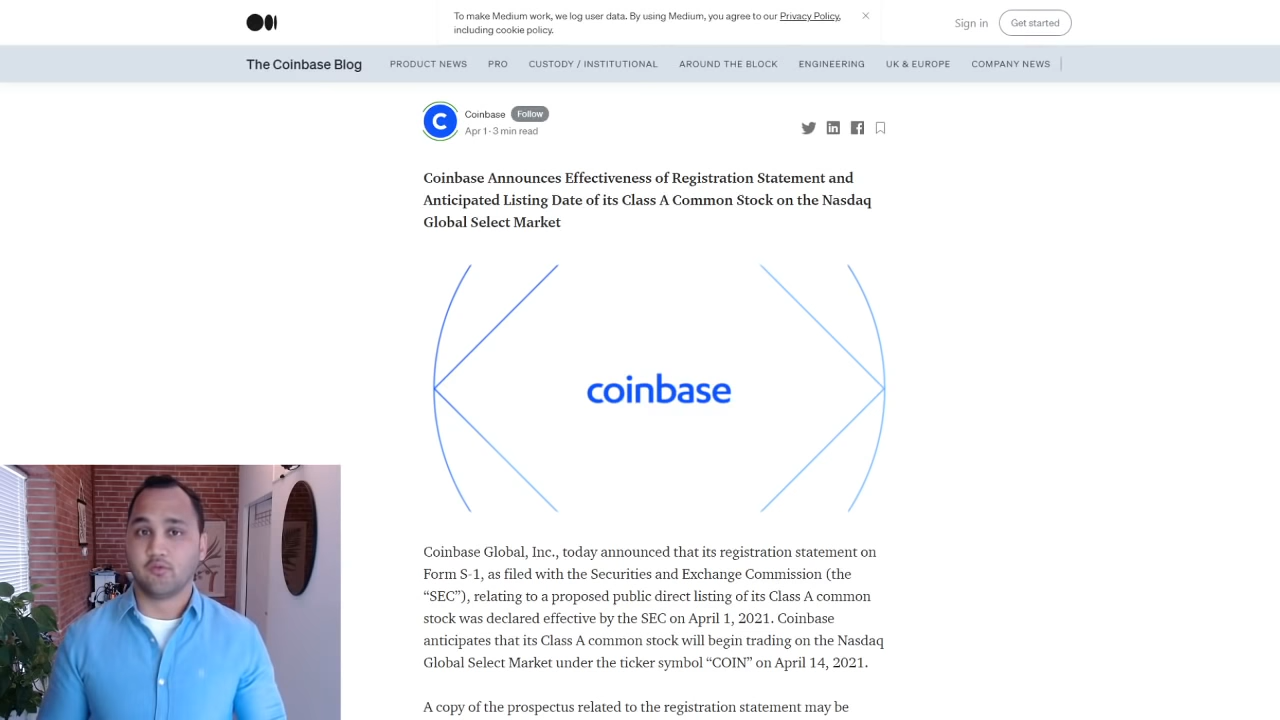 To make Medium work, we log user data. By using Medium, you agree to our Privacy Policy,
including cookie policy.
Sign in
Get started
The Coinbase Blog
PRODUCT NEWS
PRO
CUSTODY / INSTITUTIONAL
AROUND THE BLOCK
ENGINEERING
UK & EUROPE
COMPANY NEWS
C
Coinbase
Follow
Apr 1 · 3 min read
Coinbase Announces Effectiveness of Registration Statement and
Anticipated Listing Date of its Class A Common Stock on the Nasdaq
Global Select Market
coinbase
Coinbase Global, Inc., today announced that its registration statement on
Form S-1, as filed with the Securities and Exchange Commission (the
“SEC”), relating to a proposed public direct listing of its Class A common
stock was declared effective by the SEC on April 1, 2021. Coinbase
anticipates that its Class A common stock will begin trading on the Nasdaq
Global Select Market under the ticker symbol “COIN” on April 14, 2021.
A copy of the prospectus related to the registration statement may be